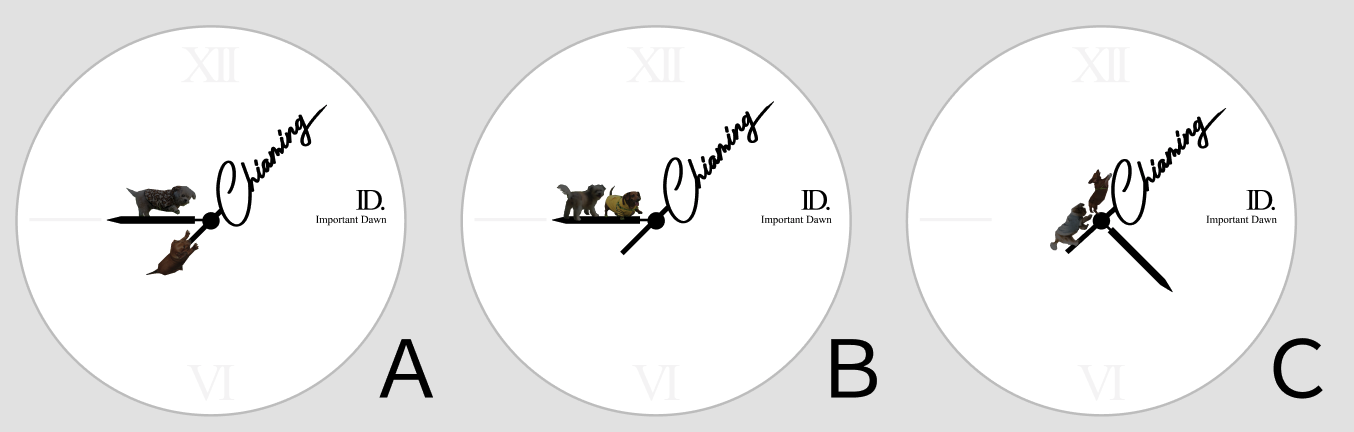 XII
Chiaming
ID.
Important Dawn
VI
A
XII
Chiaming
ID.
Important Dawn
VI
B
XII
Chiaming
ID.
Important Dawn
VI
C